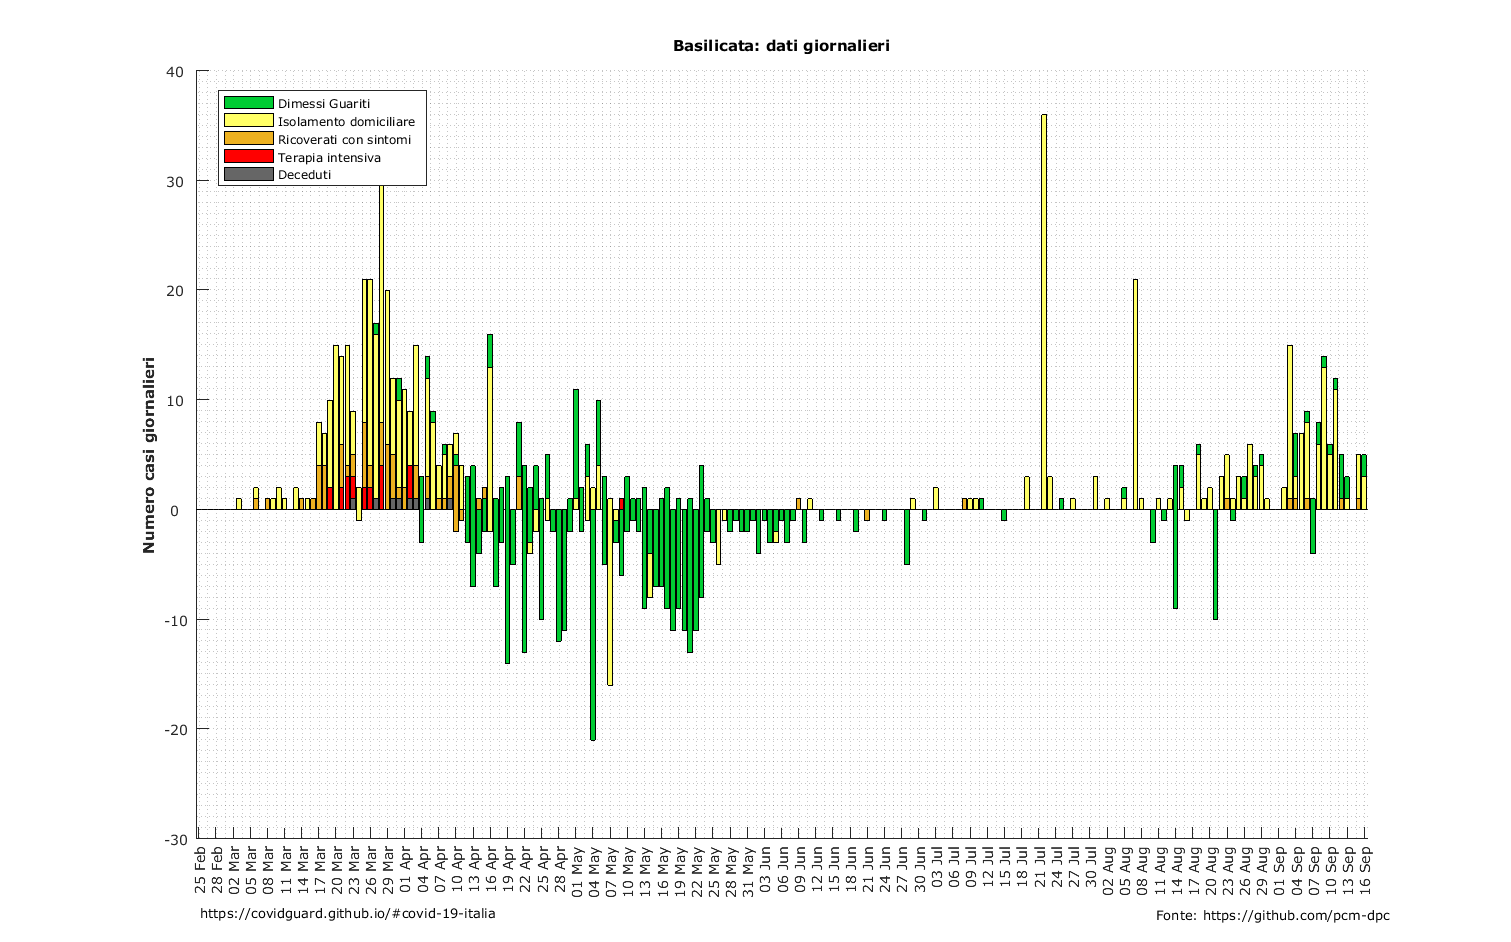 Basilicata: dati giornalieri
40
30
20
10
0
-10
-20
-30
Numero casi giornalieri
Dimessi Guariti
Isolamento domiciliare
Ricoverati con sintomi
Terapia intensiva
Deceduti
25 Feb
28 Feb
02 Mar
05 Mar
08 Mar
11 Mar
14 Mar
17 Mar
20 Mar
23 Mar
26 Mar
29 Mar
01 Apr
04 Apr
07 Apr
10 Apr
13 Apr
16 Apr
19 Apr
22 Apr
25 Apr
28 Apr
01 May
04 May
07 May
10 May
13 May
16 May
19 May
22 May
25 May
28 May
31 May
03 Jun
06 Jun
09 Jun
12 Jun
15 Jun
18 Jun
21 Jun
24 Jun
27 Jun
30 Jun
03 Jul
06 Jul
09 Jul
12 Jul
15 Jul
18 Jul
21 Jul
24 Jul
27 Jul
30 Jul
02 Aug
05 Aug
08 Aug
11 Aug
14 Aug
17 Aug
20 Aug
23 Aug
26 Aug
29 Aug
01 Sep
04 Sep
07 Sep
10 Sep
13 Sep
16 Sep
https://covidguard.github.io/#covid-19-italia
Fonte: https://github.com/pcm-dpc